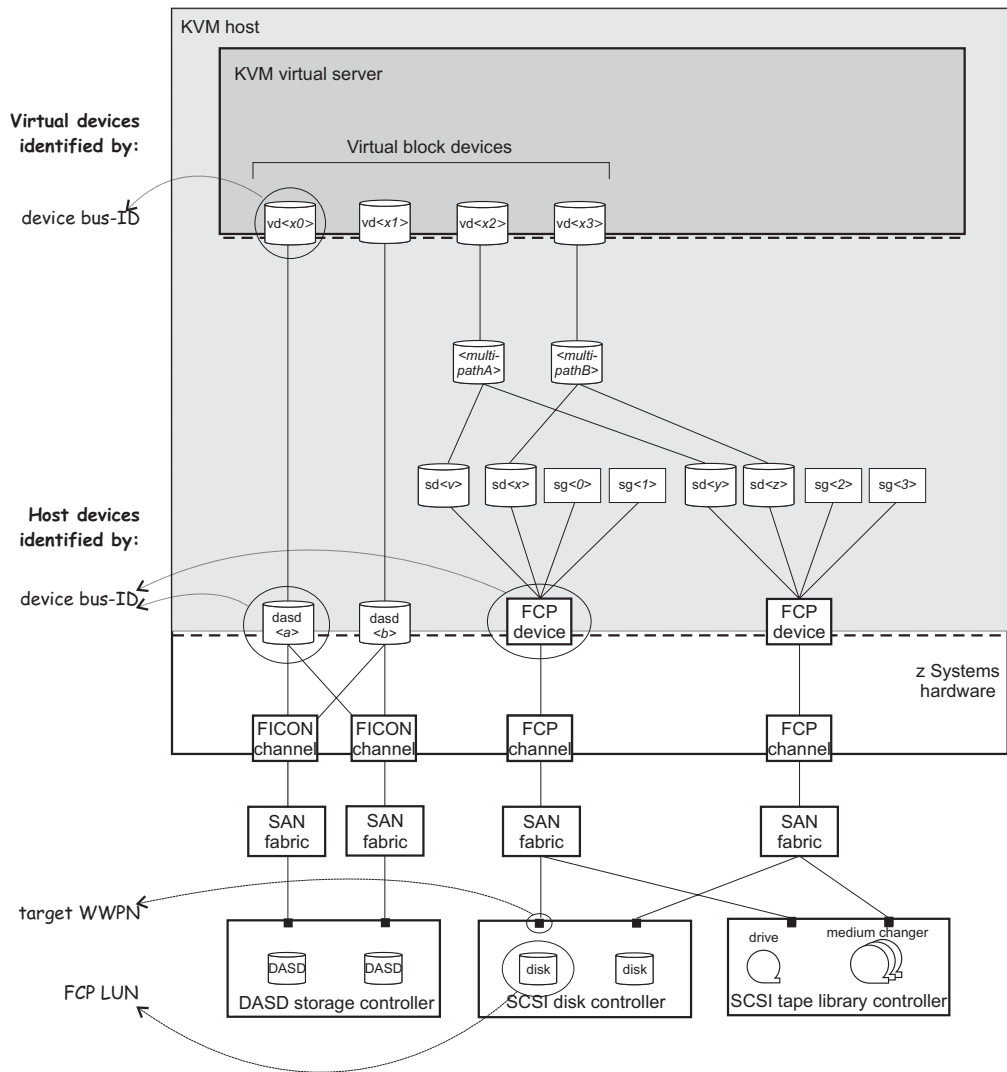 KVM host
KVM virtual server
Virtual devices
identified by:
Virtual block devices
device bus-ID
vd<x0>
vd<x1>
vd<x2>
vd<x3>
<multi-
pathA>
<multi-
pathB>
sd<v>
sd<x>
sg<0>
sg<1>
sd<y>
sd<z>
sg<2>
sg<3>
Host devices
identified by:
device bus-ID
dasd
<a>
dasd
<b>
FCP
device
FCP
device
z Systems
hardware
FICON
channel
FICON
channel
FCP
channel
FCP
channel
SAN
fabric
SAN
fabric
SAN
fabric
SAN
fabric
target WWPN
DASD
DASD
DASD storage controller
disk
disk
SCSI disk controller
drive
medium changer
SCSI tape library controller
FCP LUN